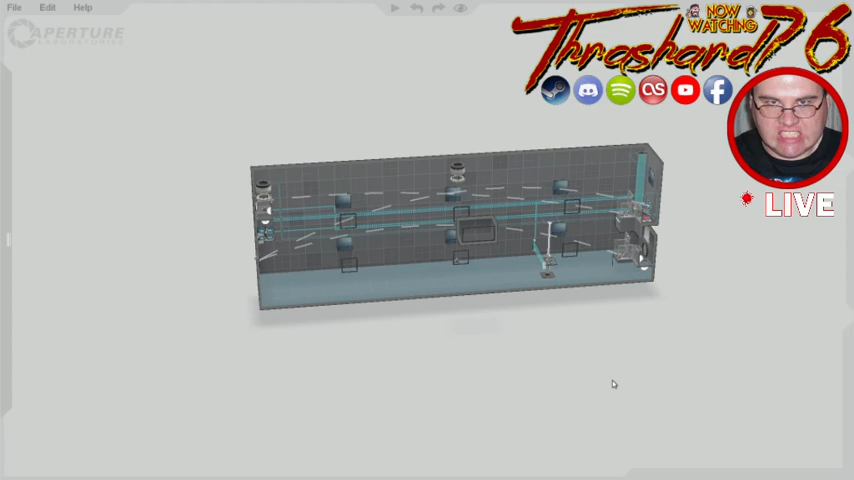 File Edit Help
APERTURE
LABORATORIES
NOW
WATCHING
Thrashard76
LIVE